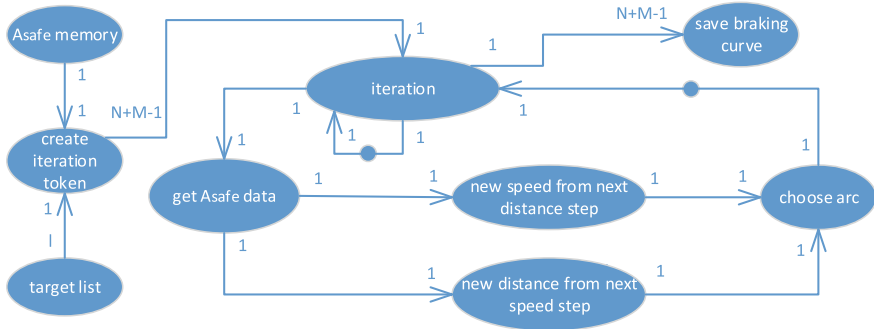 Asafe memory
1
1
N+M-1
create
iteration
token
1
I
target list
1
iteration
1
N+M-1
save braking
curve
1
1
1
1
1
get Asafe data
1
1
new speed from next
distance step
1
1
1
choose arc
1
1
new distance from next
speed step
1
1